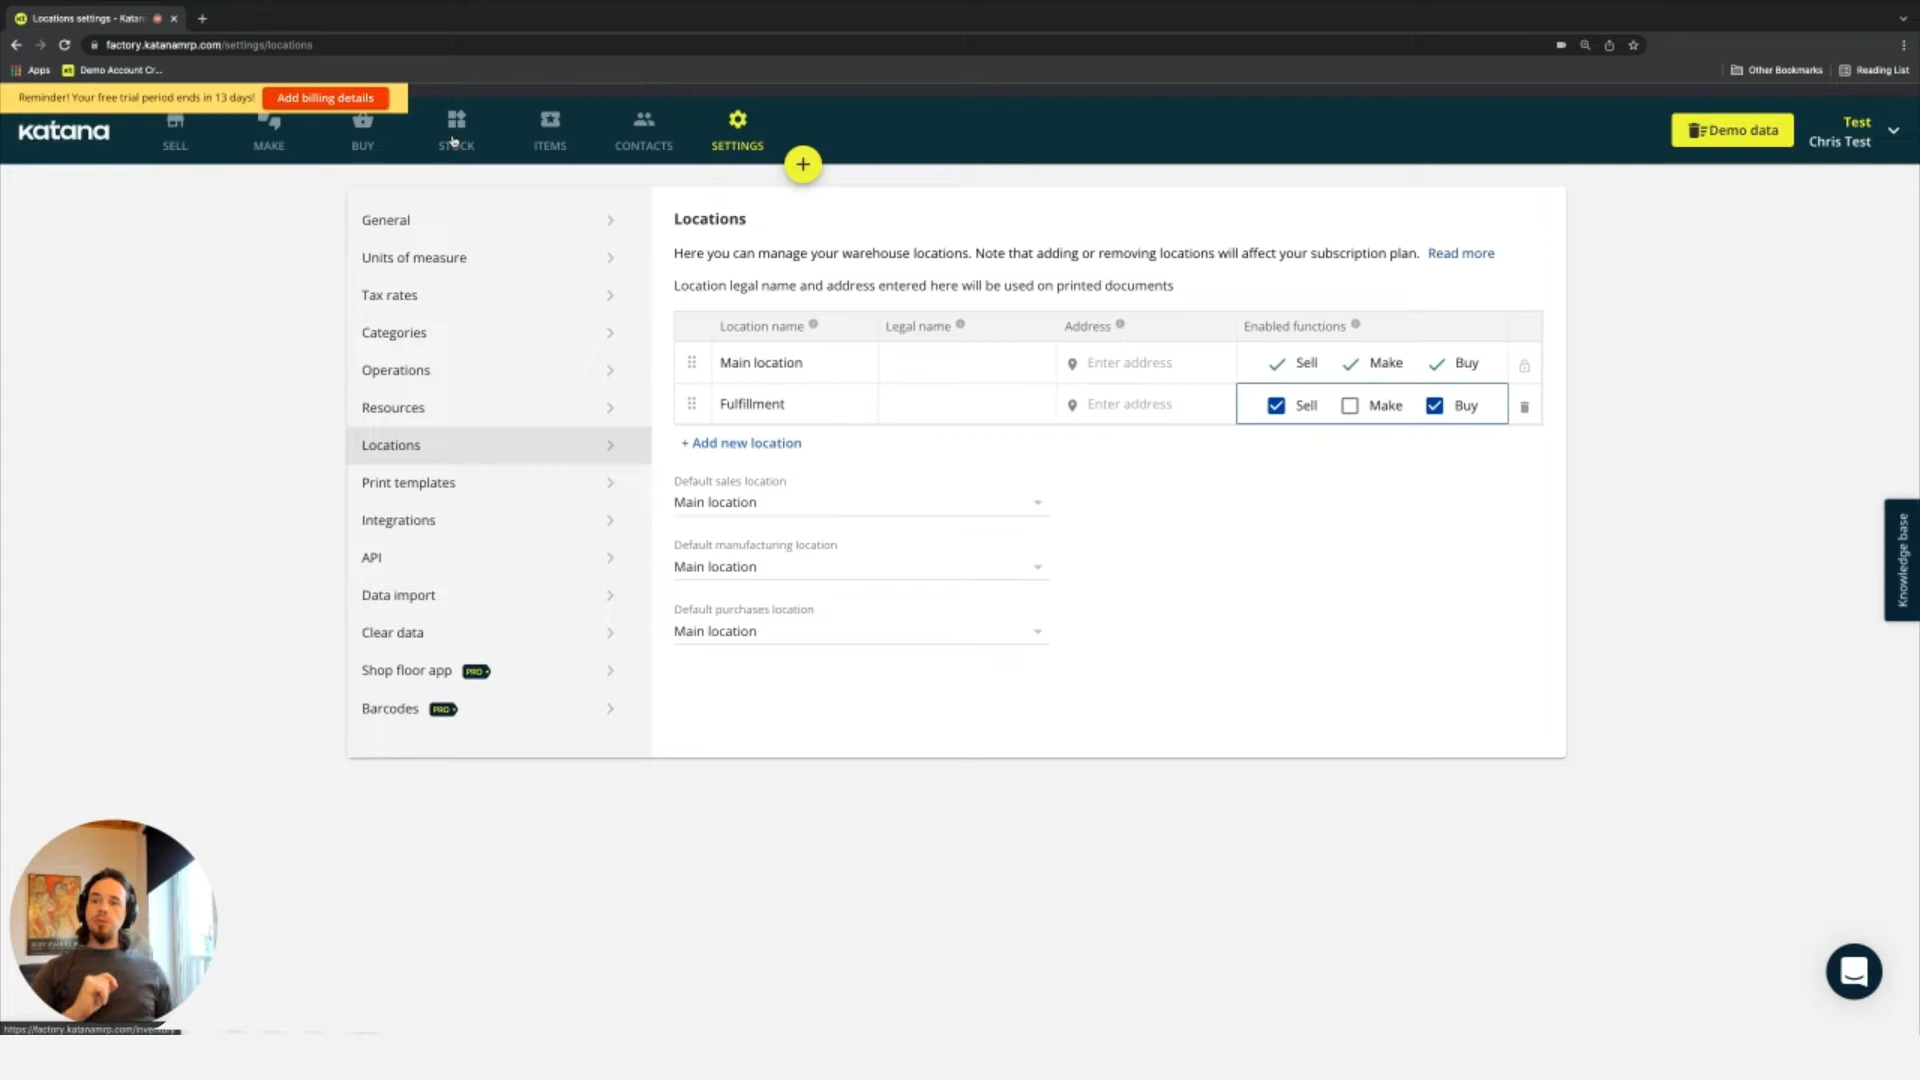 Locations settings - Katan
factory.katanamrp.com/settings/locations
Apps
Demo Account Cr...
Other Bookmarks
Reading List
Reminder! Your free trial period ends in 13 days!
Add billing details
katana
SELL
MAKE
BUY
STOCK
ITEMS
CONTACTS
SETTINGS
+
Demo data
Test
Chris Test
General
Units of measure
Tax rates
Categories
Operations
Resources
Locations
Print templates
Integrations
API
Data import
Clear data
Shop floor app PRO
Barcodes PRO
Locations
Here you can manage your warehouse locations. Note that adding or removing locations will affect your subscription plan. Read more
Location legal name and address entered here will be used on printed documents
Location name Legal name Address Enabled functions
Main location Enter address Sell Make Buy
Fulfillment Enter address Sell Make Buy
+ Add new location
Default sales location
Main location
Default manufacturing location
Main location
Default purchases location
Main location
Knowledge base
https://factory.katanamrp.com/inventory